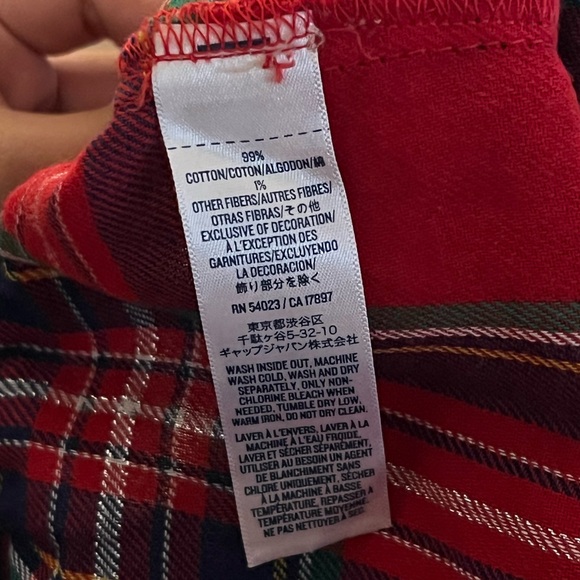 99%
COTTON/COTON/ALGODON/綿
1%
OTHER FIBERS/AUTRES FIBRES/
OTRAS FIBRAS/その他
EXCLUSIVE OF DECORATION/
À L'EXCEPTION DES
GARNITURES/EXCLUYENDO
LA DECORACION/
飾り部分を除く
RN 54023 / CA 17897
東京都渋谷区
千駄ヶ谷5-32-10
ギャップジャパン株式会社
WASH INSIDE OUT, MACHINE
WASH COLD, WASH AND DRY
SEPARATELY, ONLY NON-
CHLORINE BLEACH WHEN
NEEDED. TUMBLE DRY LOW,
WARM IRON, DO NOT DRY CLEAN.
LAVER À L'ENVERS, LAVER À LA
MACHINE À L'EAU FROIDE,
LAVER ET SÉCHER SÉPARÉMENT,
UTILISER AU BESOIN UN AGENT
DE BLANCHIMENT SANS
CHLORE UNIQUEMENT, SÉCHER
À LA MACHINE À BASSE
TEMPÉRATURE, REPASSER À
TEMPÉRATURE MOYENNE,
NE PAS NETTOYER À SEC.